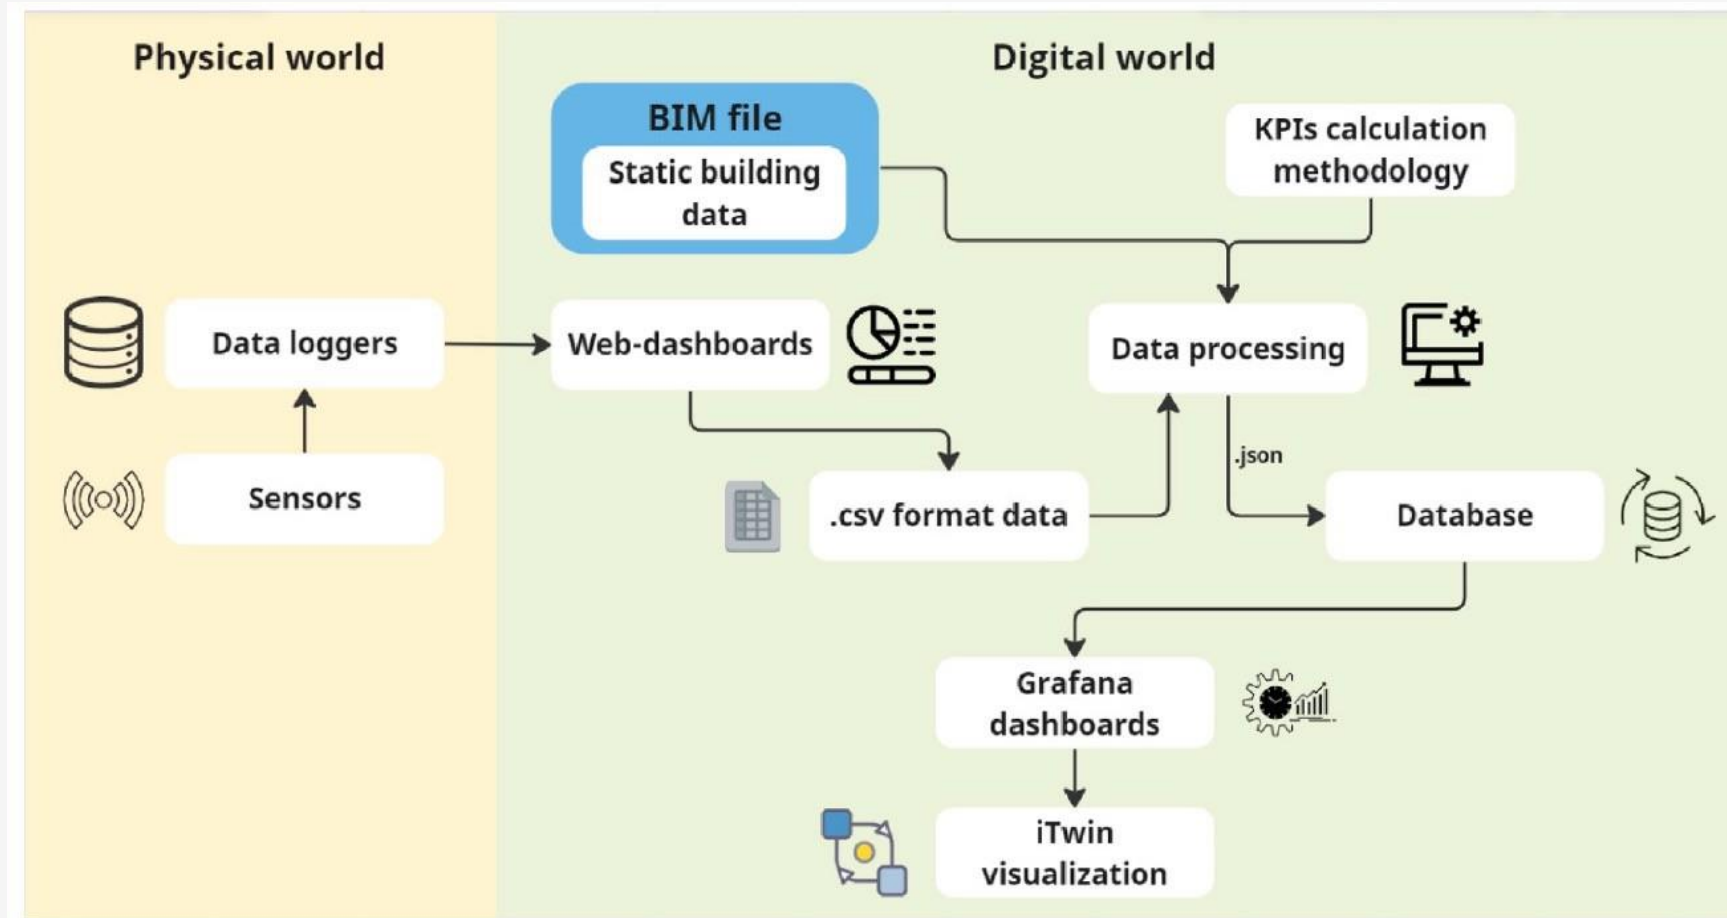 Physical world
Digital world
BIM file
Static building
data
KPIs calculation
methodology
Data loggers
Web-dashboards
Data processing
Sensors
.csv format data
.json
Database
Grafana
dashboards
iTwin
visualization